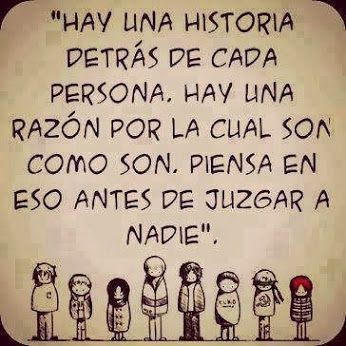 "HAY UNA HISTORIA
DETRÁS DE CADA
PERSONA. HAY UNA
RAZÓN POR LA CUAL SON
COMO SON. PIENSA EN
ESO ANTES DE JUZGAR A
NADIE".